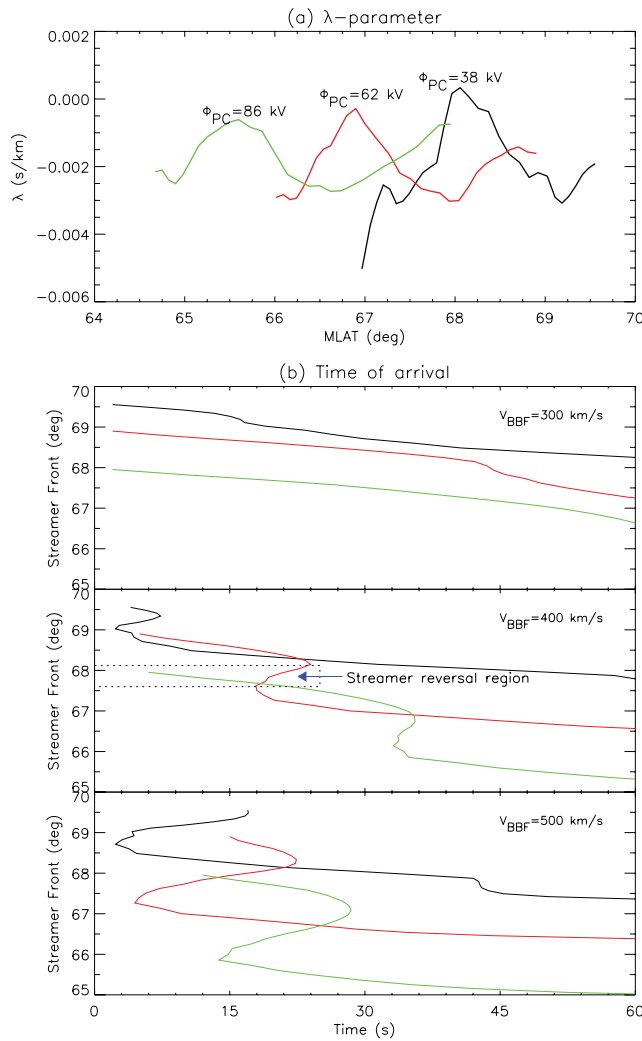 (a) λ-parameter
0.002
0.000
-0.002
-0.004
-0.006
λ (s/km)
Φ_PC=86 kV
Φ_PC=62 kV
Φ_PC=38 kV
64 65 66 67 68 69 70
MLAT (deg)
(b) Time of arrival
70
69
68
67
66
65
Streamer Front (deg)
V_BBF=300 km/s
70
69
68
67
66
65
Streamer Front (deg)
V_BBF=400 km/s
Streamer reversal region
70
69
68
67
66
65
Streamer Front (deg)
V_BBF=500 km/s
0 15 30 45 60
Time (s)